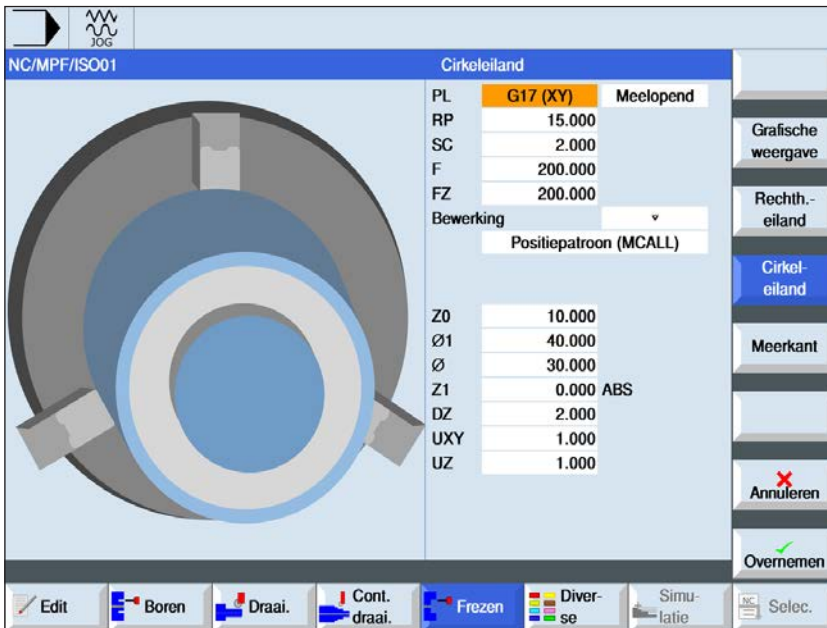 JOG
NC/MPF/ISO01
Cirkeleiland
PL G17 (XY) Meelopend
RP 15.000
SC 2.000
F 200.000
FZ 200.000
Bewerking ▿
Positiepatroon (MCALL)
Z0 10.000
Ø1 40.000
Ø 30.000
Z1 0.000 ABS
DZ 2.000
UXY 1.000
UZ 1.000
Grafische
weergave
Rechth.-
eiland
Cirkel-
eiland
Meerkant
Annuleren
Overnemen
Edit
Boren
Draai.
Cont.
draai.
Frezen
Diver-
se
Simu-
latie
NC
Selec.